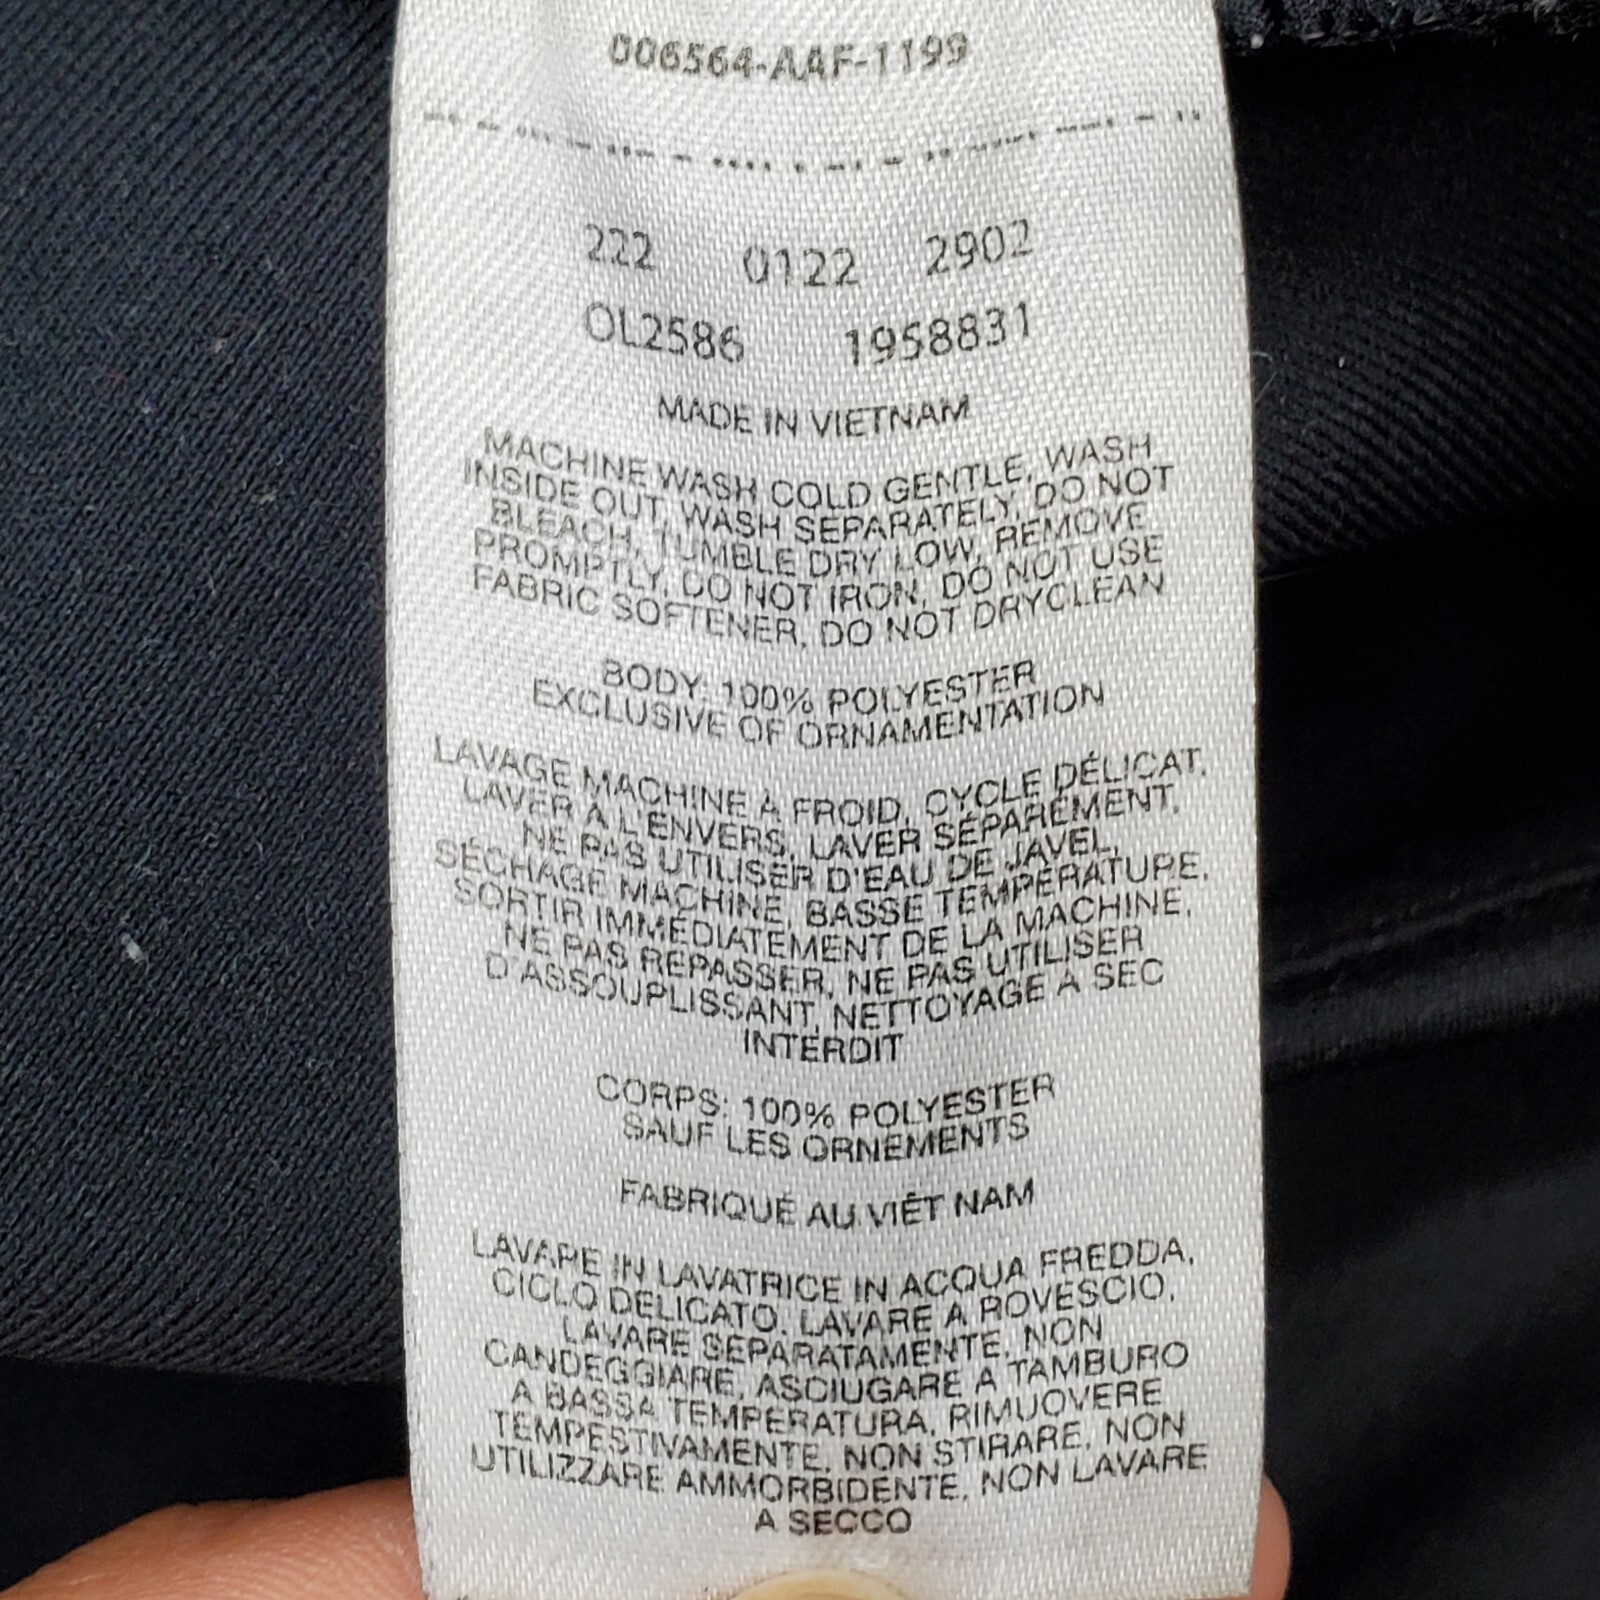 006564-AAF-1199
222 0122 2902
OL2586 1958831
MADE IN VIETNAM
MACHINE WASH COLD GENTLE, WASH
INSIDE OUT, WASH SEPARATELY, DO NOT
BLEACH, TUMBLE DRY LOW, REMOVE
PROMPTLY, DO NOT IRON, DO NOT USE
FABRIC SOFTENER, DO NOT DRYCLEAN
BODY: 100% POLYESTER
EXCLUSIVE OF ORNAMENTATION
LAVAGE MACHINE À FROID, CYCLE DÉLICAT,
LAVER À L'ENVERS, LAVER SÉPARÉMENT,
NE PAS UTILISER D'EAU DE JAVEL,
SÉCHAGE MACHINE, BASSE TEMPÉRATURE,
SORTIR IMMÉDIATEMENT DE LA MACHINE,
NE PAS REPASSER, NE PAS UTILISER
D'ASSOUPLISSANT, NETTOYAGE À SEC
INTERDIT
CORPS: 100% POLYESTER
SAUF LES ORNEMENTS
FABRIQUÉ AU VIÊT NAM
LAVARE IN LAVATRICE IN ACQUA FREDDA,
CICLO DELICATO, LAVARE A ROVESCIO,
LAVARE SEPARATAMENTE, NON
CANDEGGIARE, ASCIUGARE A TAMBURO
A BASSA TEMPERATURA, RIMUOVERE
TEMPESTIVAMENTE, NON STIRARE, NON
UTILIZZARE AMMORBIDENTE, NON LAVARE
A SECCO